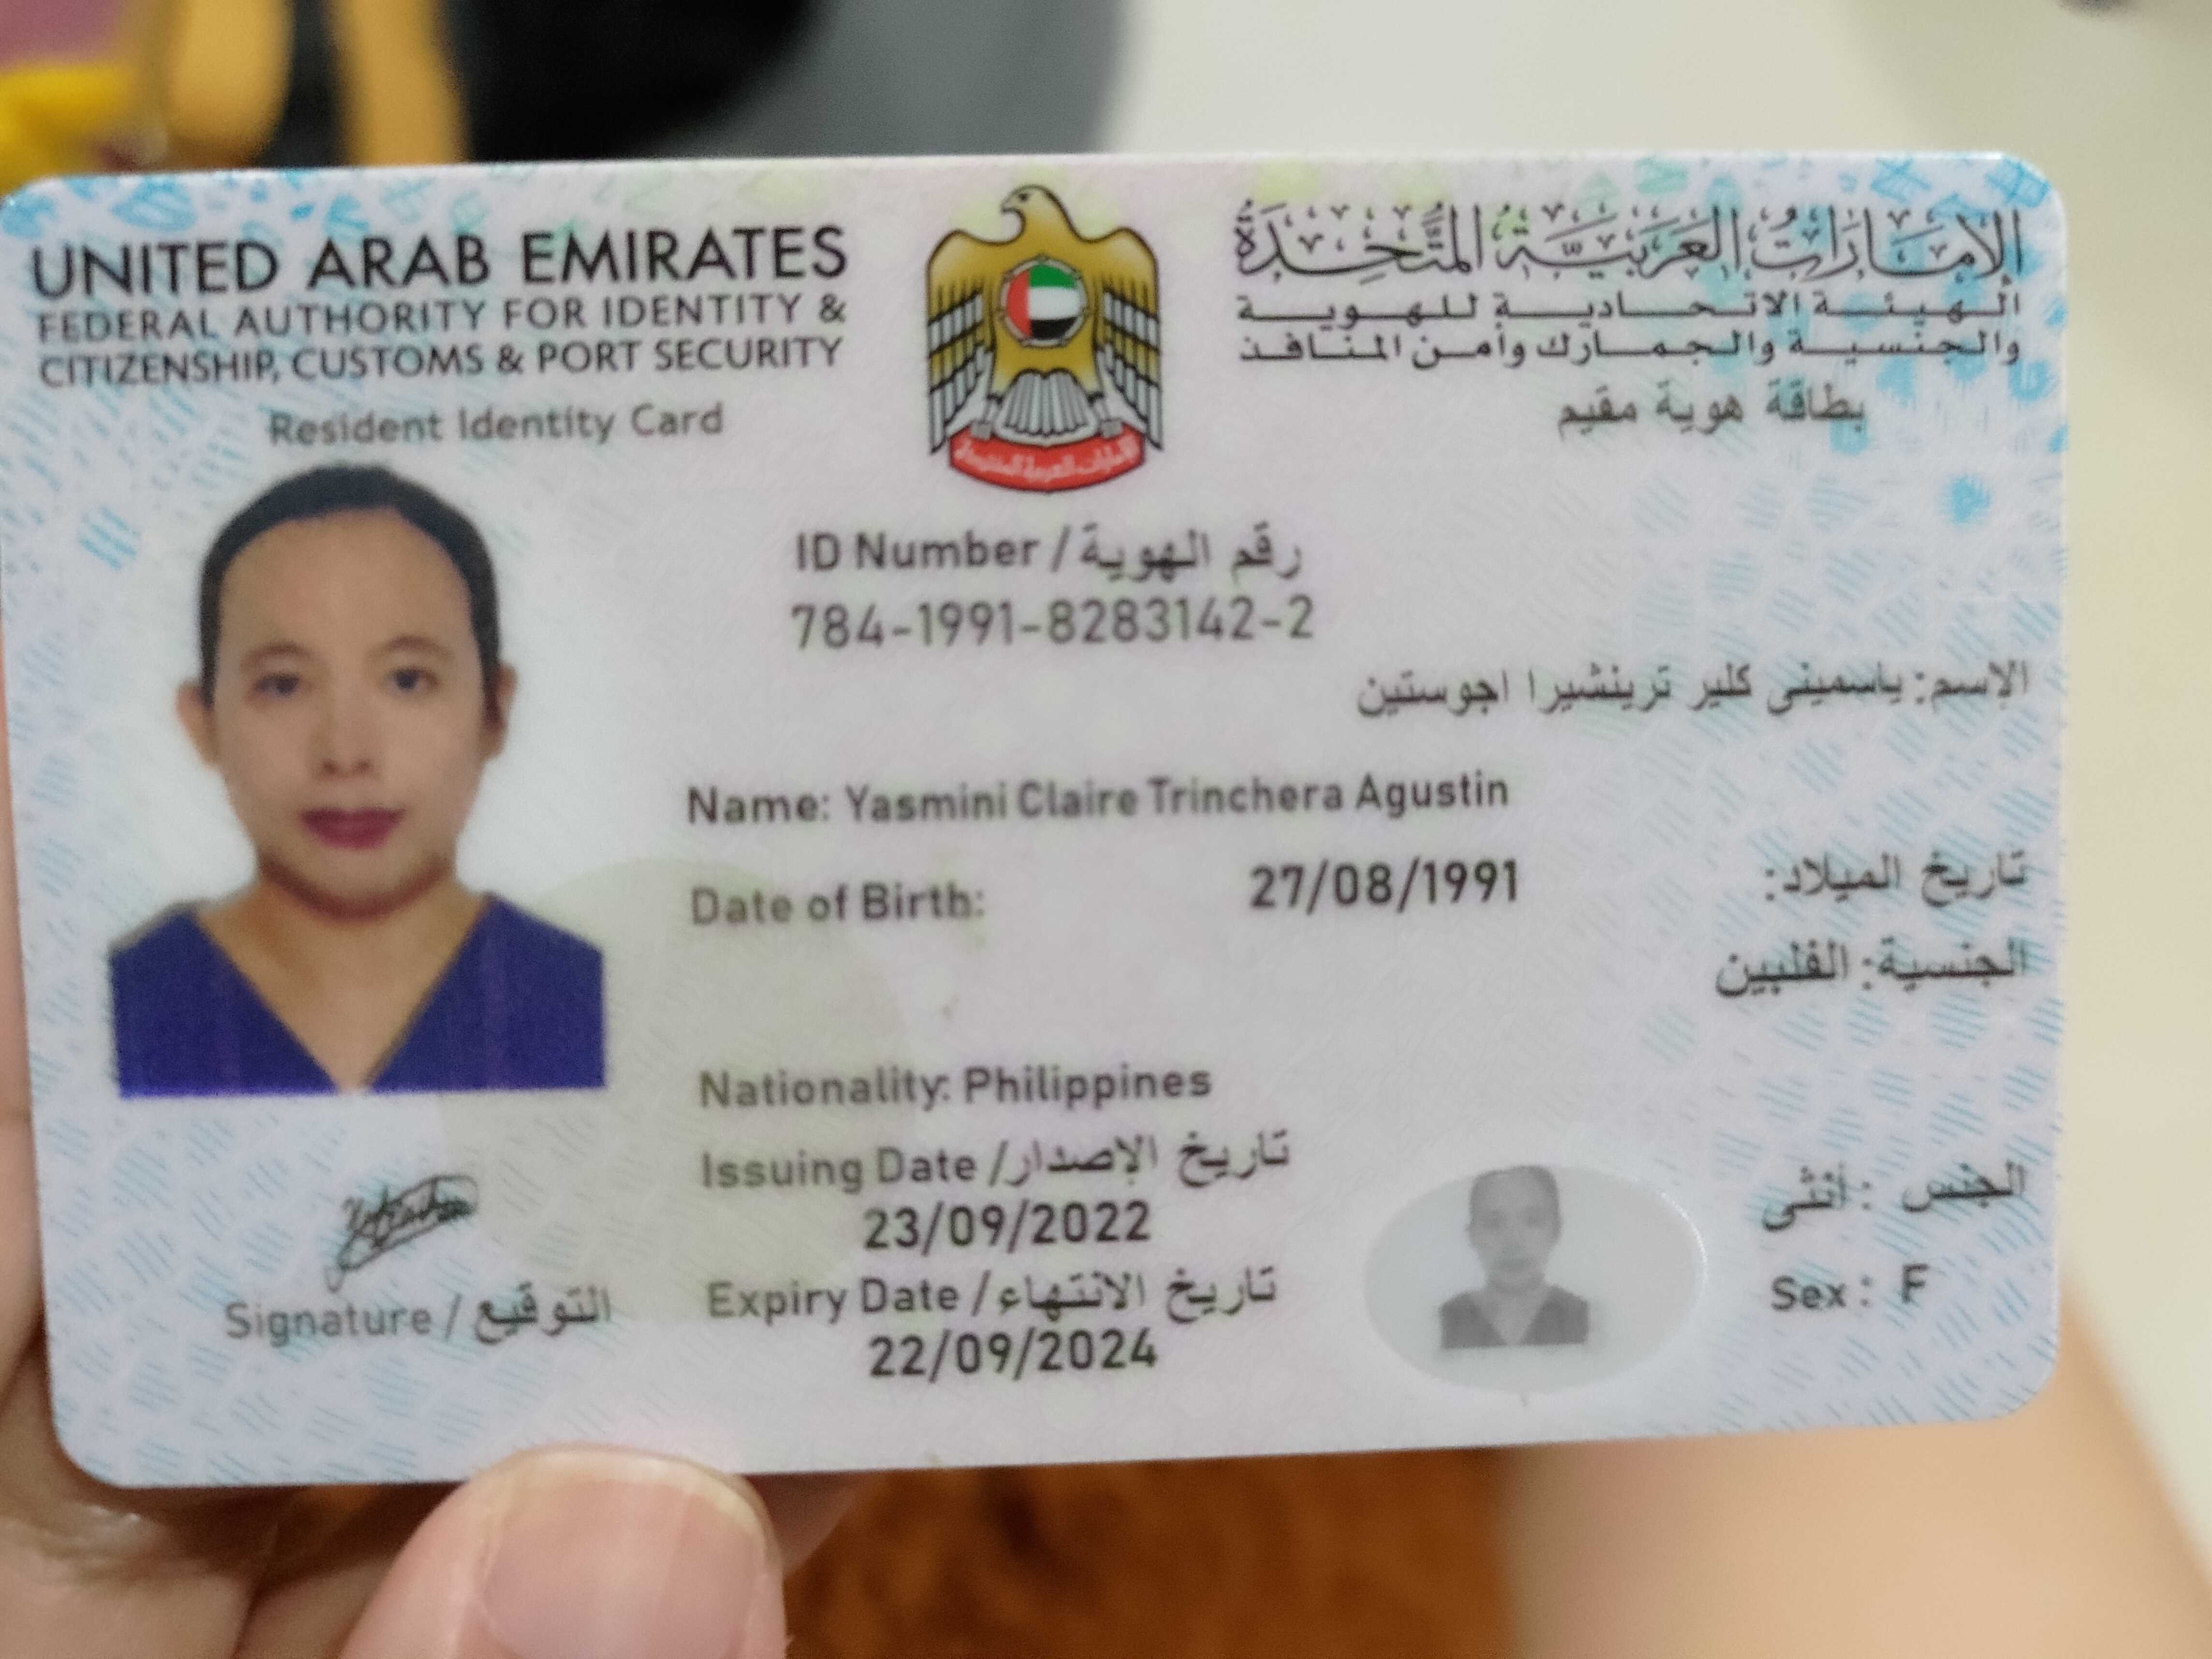 UNITED ARAB EMIRATES
FEDERAL AUTHORITY FOR IDENTITY &
CITIZENSHIP, CUSTOMS & PORT SECURITY
Resident Identity Card
الإمارات العربية المتحدة
الهيئة الاتحادية للهوية
والجنسية والجمارك وأمن المنافذ
بطاقة هوية مقيم
الإمارات العربية المتحدة
ID Number / رقم الهوية
784-1991-8283142-2
الاسم: ياسميني كلير ترينشيرا اجوستين
Name: Yasmini Claire Trinchera Agustin
Date of Birth: 27/08/1991 تاريخ الميلاد:
الجنسية: الفلبين
Nationality: Philippines
Issuing Date / تاريخ الإصدار
23/09/2022
Expiry Date / تاريخ الانتهاء
22/09/2024
الجنس : أنثى
Sex : F
Signature / التوقيع